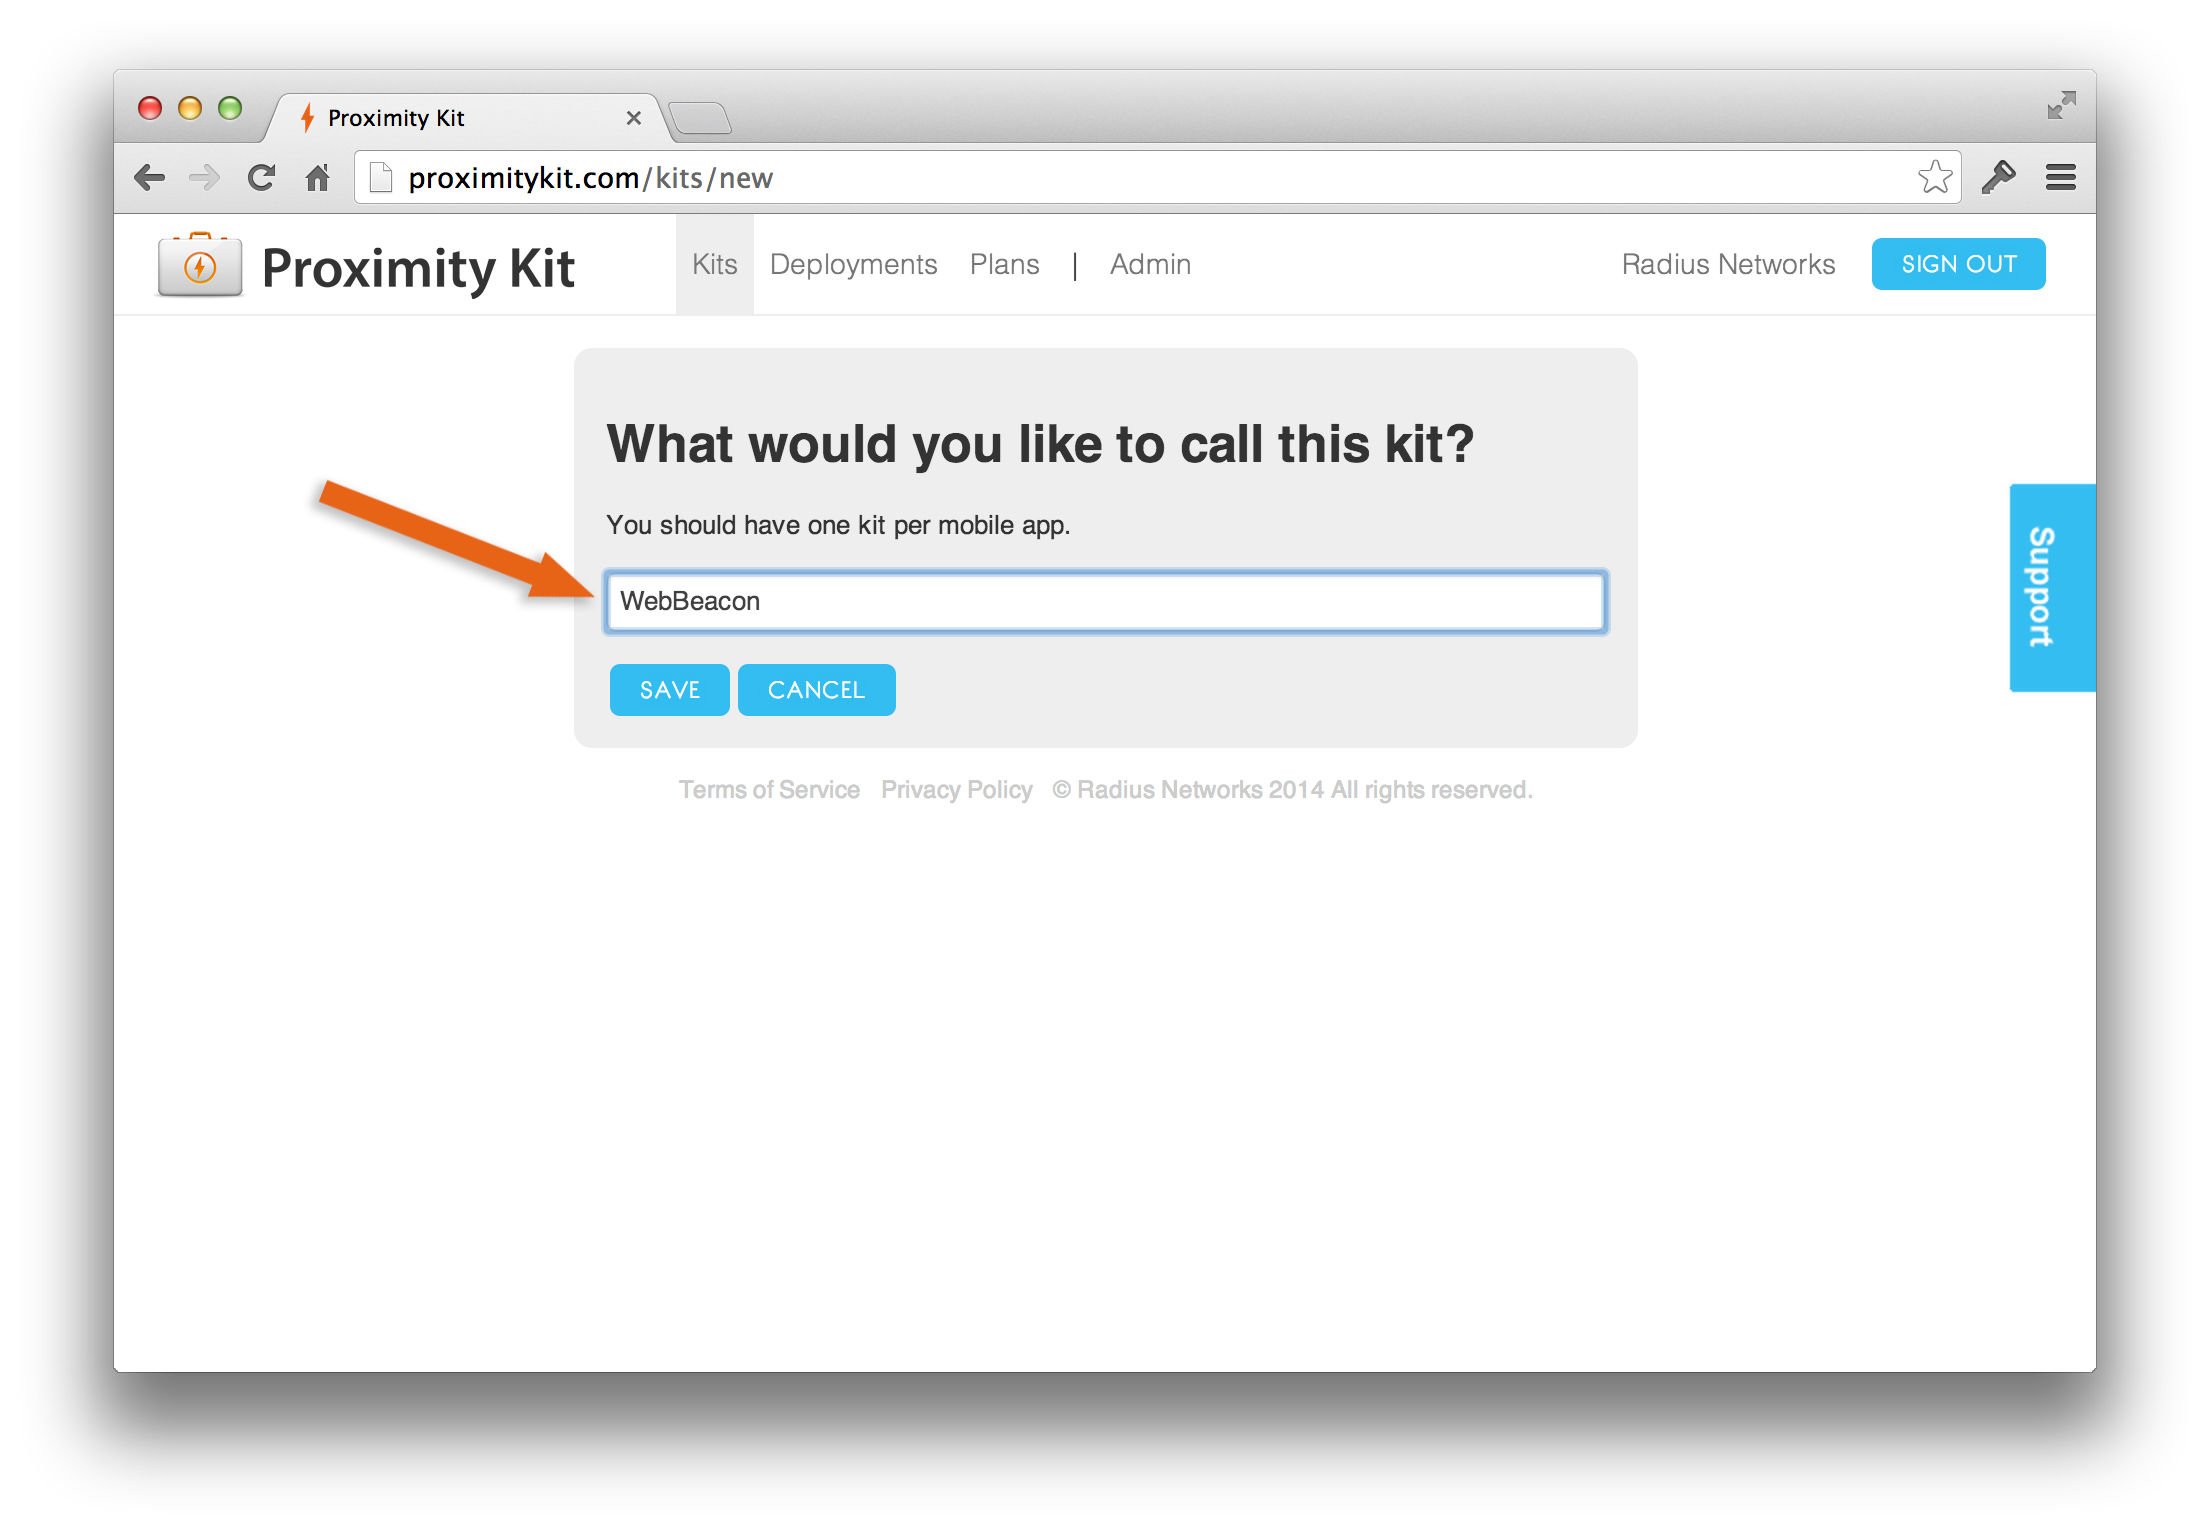 Proximity Kit
proximitykit.com/kits/new
Proximity Kit
Kits Deployments Plans | Admin
Radius Networks SIGN OUT
What would you like to call this kit?
You should have one kit per mobile app.
WebBeacon
SAVE CANCEL
Support
Terms of Service Privacy Policy © Radius Networks 2014 All rights reserved.